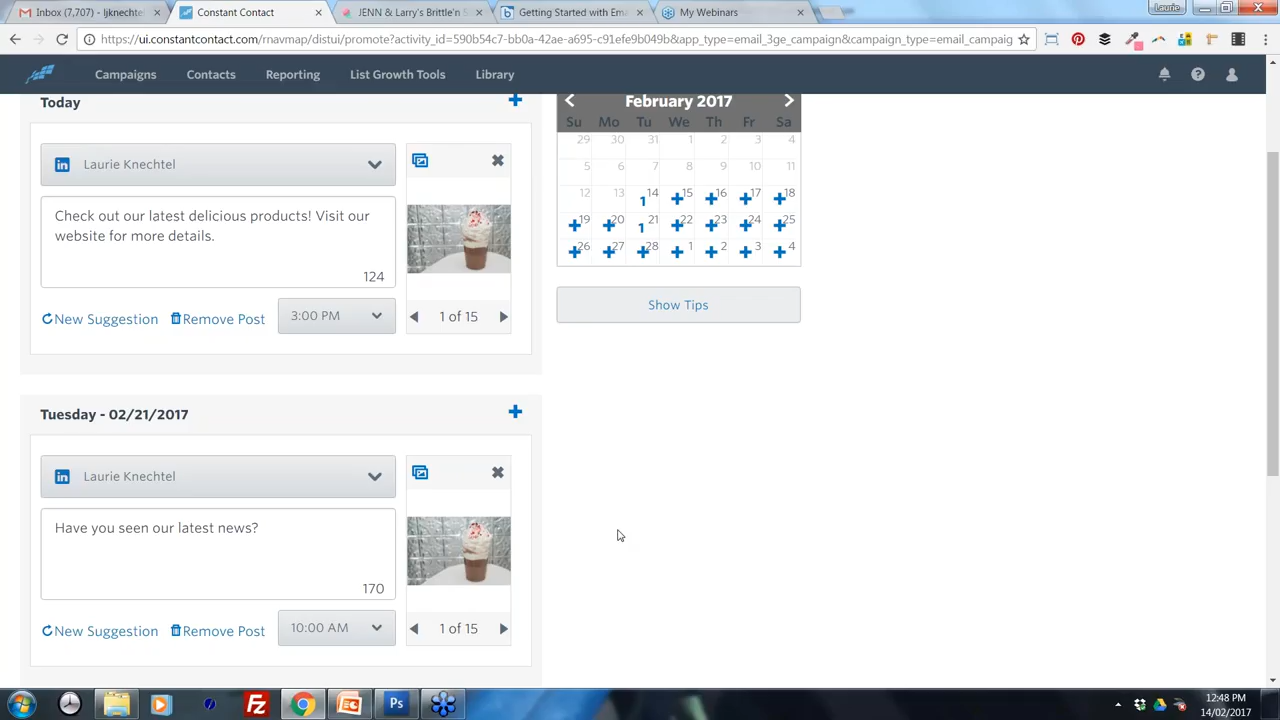 Inbox (7,707) - ljknechtel
Constant Contact
JENN & Larry's Brittle'n S
Getting Started with Ema
My Webinars
Laurie
https://ui.constantcontact.com/rnavmap/distui/promote?activity_id=590b54c7-bb0a-42ae-a695-c91efe9b049b&app_type=email_3ge_campaign&campaign_type=email_campaig
Campaigns
Contacts
Reporting
List Growth Tools
Library
Today
Laurie Knechtel
Check out our latest delicious products! Visit our
website for more details.
124
New Suggestion
Remove Post
3:00 PM
1 of 15
Tuesday - 02/21/2017
Laurie Knechtel
Have you seen our latest news?
170
New Suggestion
Remove Post
10:00 AM
1 of 15
February 2017
Su Mo Tu We Th Fr Sa
29 30 31 1 2 3 4
5 6 7 8 9 10 11
12 13 1 14 15 16 17 18
19 20 1 21 22 23 24 25
26 27 28 1 2 3 4
Show Tips
12:48 PM
14/02/2017